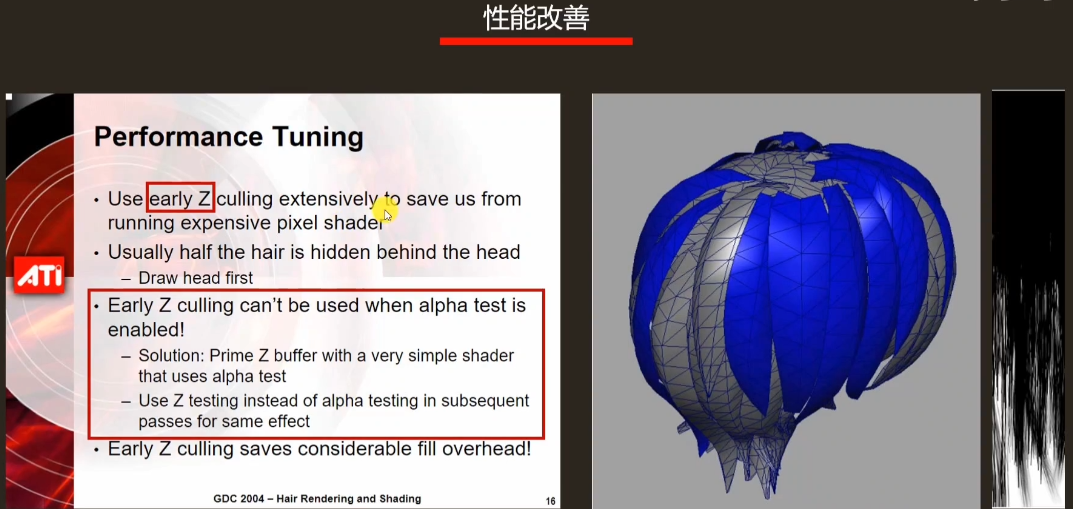 性能改善
Performance Tuning
• Use early Z culling extensively to save us from
running expensive pixel shader
• Usually half the hair is hidden behind the head
– Draw head first
• Early Z culling can't be used when alpha test is
enabled!
– Solution: Prime Z buffer with a very simple shader
that uses alpha test
– Use Z testing instead of alpha testing in subsequent
passes for same effect
• Early Z culling saves considerable fill overhead!
ATi
GDC 2004 – Hair Rendering and Shading
16